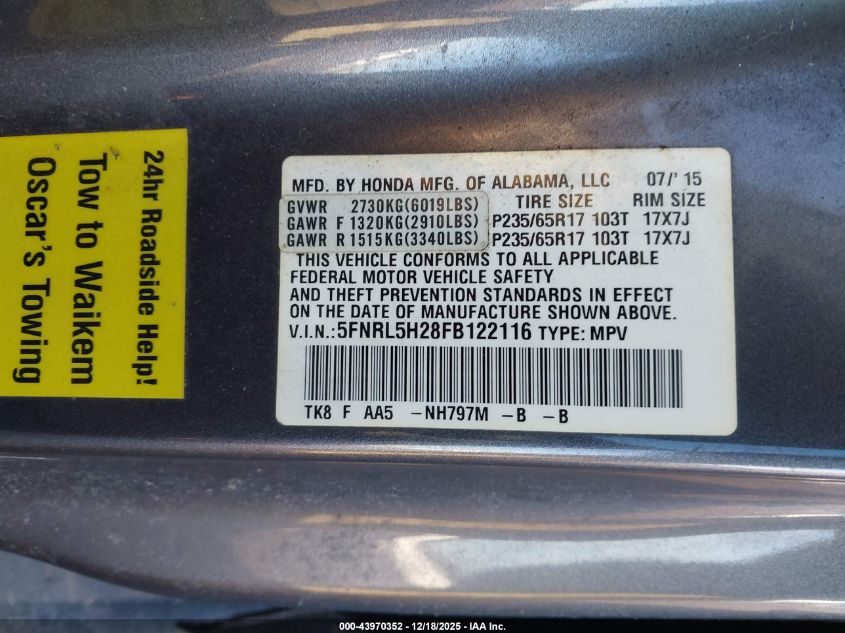 24hr Roadside Help!
Tow to Waikem
Oscar's Towing
MFD. BY HONDA MFG. OF ALABAMA, LLC 07/' 15
GVWR 2730KG(6019LBS) TIRE SIZE RIM SIZE
GAWR F 1320KG(2910LBS) P235/65R17 103T 17X7J
GAWR R 1515KG(3340LBS) P235/65R17 103T 17X7J
THIS VEHICLE CONFORMS TO ALL APPLICABLE
FEDERAL MOTOR VEHICLE SAFETY
AND THEFT PREVENTION STANDARDS IN EFFECT
ON THE DATE OF MANUFACTURE SHOWN ABOVE.
V.I.N.:5FNRL5H28FB122116 TYPE: MPV
TK8 F AA5 -NH797M -B -B
000-43970352 - 12/18/2025 - IAA Inc.